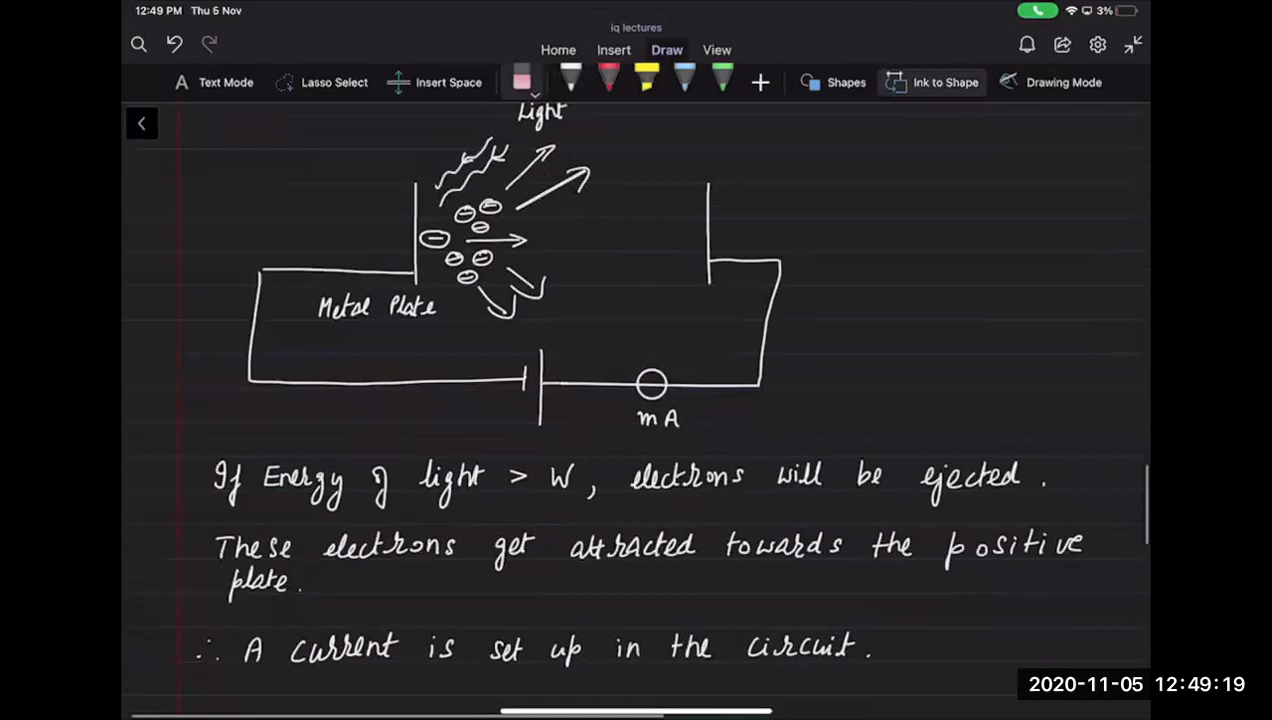 12:49 PM Thu 5 Nov
3%
iq lectures
Home Insert Draw View
A Text Mode Lasso Select Insert Space Shapes Ink to Shape Drawing Mode
Light
Metal Plate
mA
If Energy of light > W, electrons will be ejected.
These electrons get attracted towards the positive
plate.
∴ A current is set up in the circuit.
2020-11-05 12:49:19